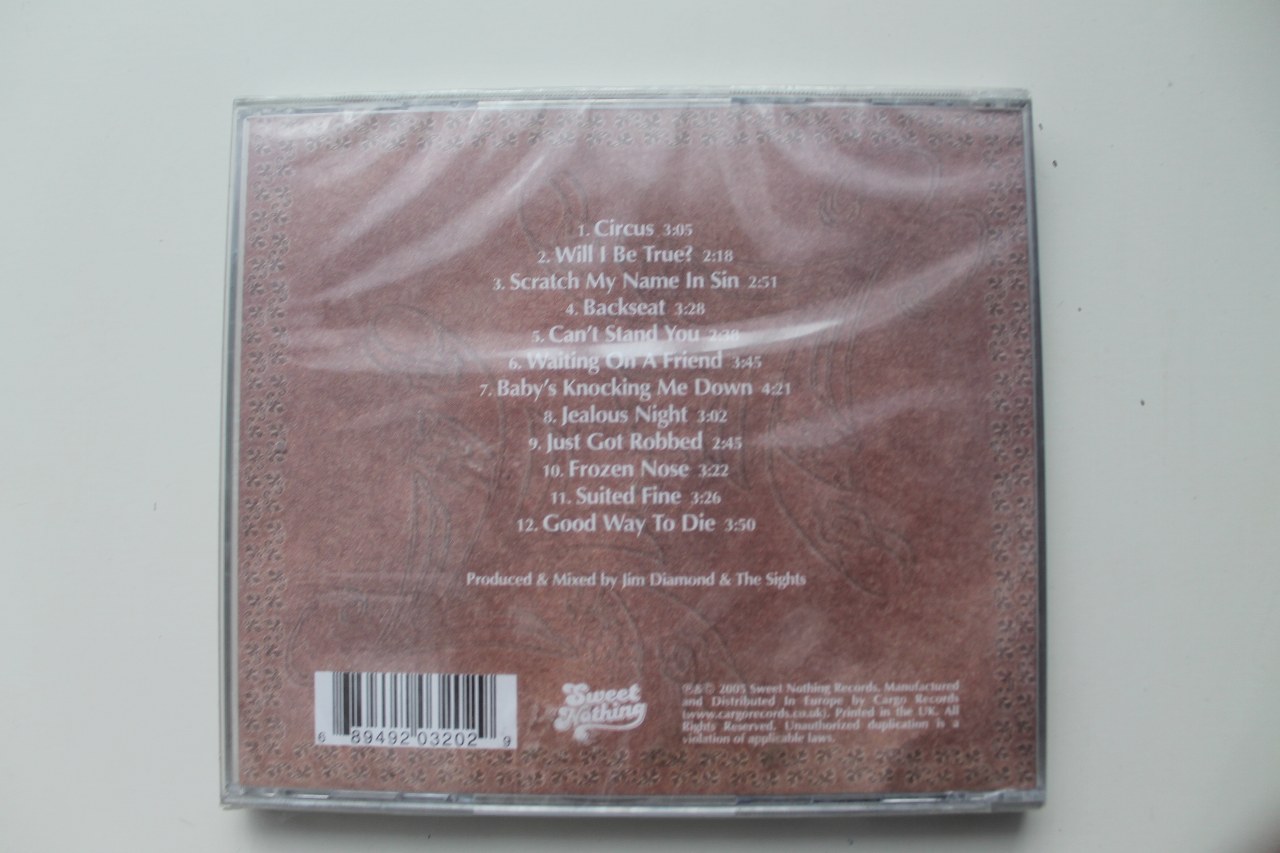 1. Circus 3:05
2. Will I Be True? 2:18
3. Scratch My Name In Sin 2:51
4. Backseat 3:28
5. Can't Stand You 2:38
6. Waiting On A Friend 3:45
7. Baby's Knocking Me Down 4:21
8. Jealous Night 3:02
9. Just Got Robbed 2:45
10. Frozen Nose 3:22
11. Suited Fine 3:26
12. Good Way To Die 3:50
Produced & Mixed by Jim Diamond & The Sights
6 89492 03202 9
Sweet
Nothing
℗ & © 2005 Sweet Nothing Records. Manufactured
and Distributed In Europe by Cargo Records
(www.cargorecords.co.uk). Printed in the UK. All
Rights Reserved. Unauthorized duplication is a
violation of applicable laws.